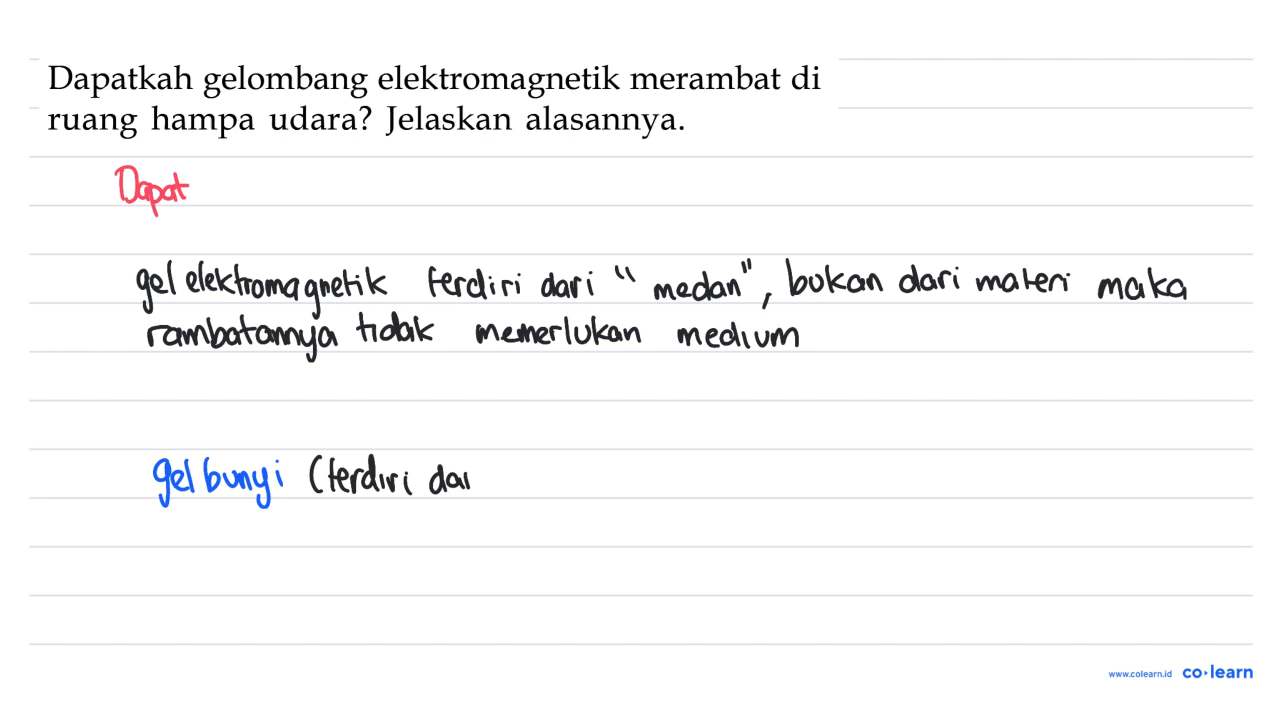 Dapatkah gelombang elektromagnetik merambat di
ruang hampa udara? Jelaskan alasannya.
Dapat
gel elektromagnetik terdiri dari "medan", bukan dari materi maka
rambatannya tidak memerlukan medium
gel bunyi (terdiri dari
www.colearn.id co·learn